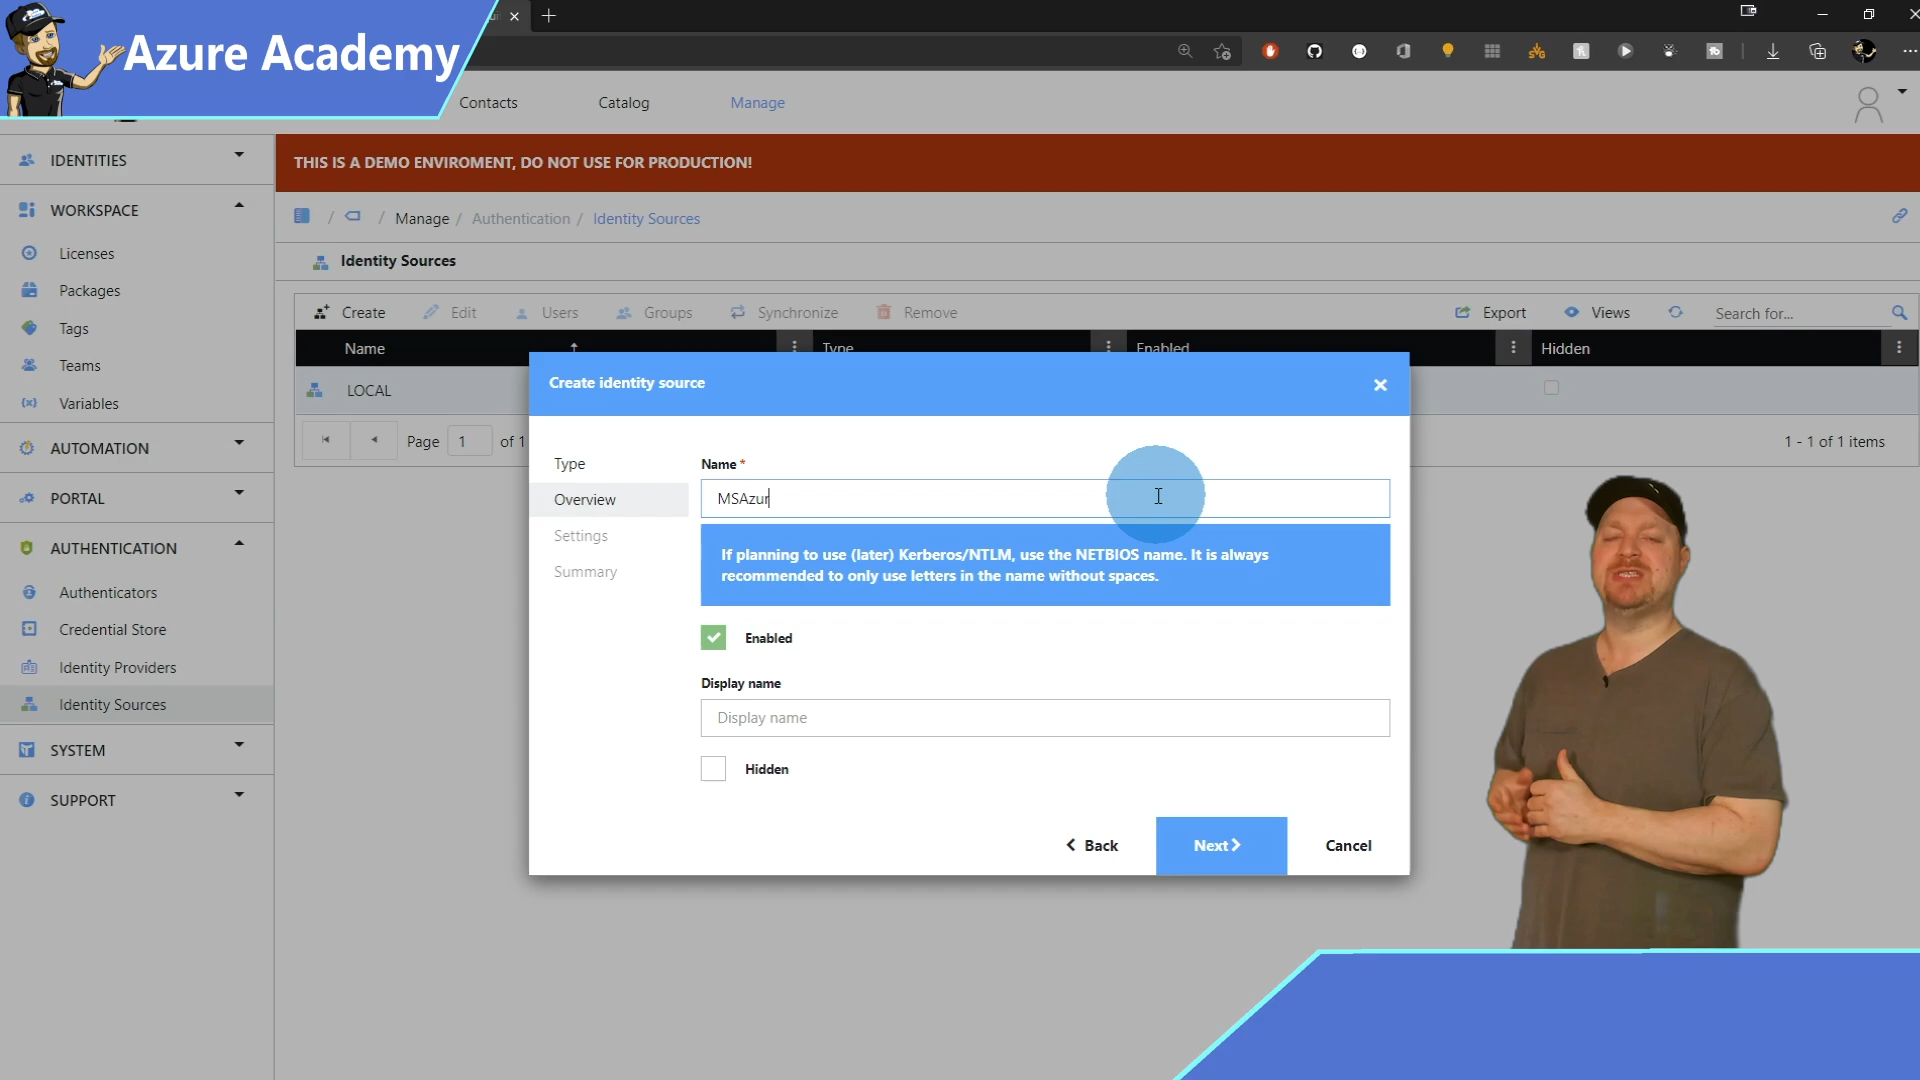 Azure Academy
Contacts
Catalog
Manage
IDENTITIES
WORKSPACE
Licenses
Packages
Tags
Teams
Variables
AUTOMATION
PORTAL
AUTHENTICATION
Authenticators
Credential Store
Identity Providers
Identity Sources
SYSTEM
SUPPORT
THIS IS A DEMO ENVIROMENT, DO NOT USE FOR PRODUCTION!
/ / Manage / Authentication / Identity Sources
Identity Sources
Create Edit Users Groups Synchronize Remove Export Views Search for...
Name Type Enabled Hidden
LOCAL
Page 1 of 1
1 - 1 of 1 items
Create identity source
Type
Overview
Settings
Summary
Name *
MSAzur
If planning to use (later) Kerberos/NTLM, use the NETBIOS name. It is always
recommended to only use letters in the name without spaces.
Enabled
Display name
Display name
Hidden
Back Next Cancel